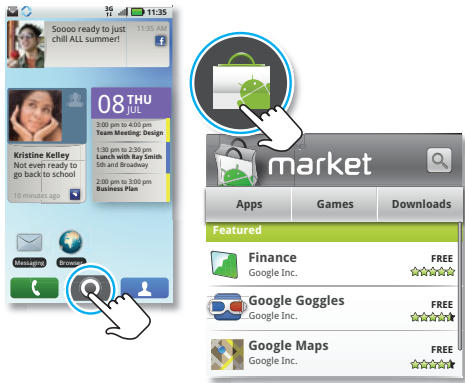 3G
11:35
Soooo ready to just
chill ALL summer!
11:35 AM
08 THU
JUL
3:00 pm to 4:00 pm
Team Meeting: Design
1:30 pm to 2:30 pm
Lunch with Ray Smith
5th and Broadway
2:00 pm to 3:00 pm
Business Plan
Kristine Kelley
Not even ready to
go back to school
10 minutes ago
Messaging
Browser
market
Apps
Games
Downloads
Featured
Finance
FREE
Google Inc.
Google Goggles
FREE
Google Inc.
Google Maps
FREE
Google Inc.